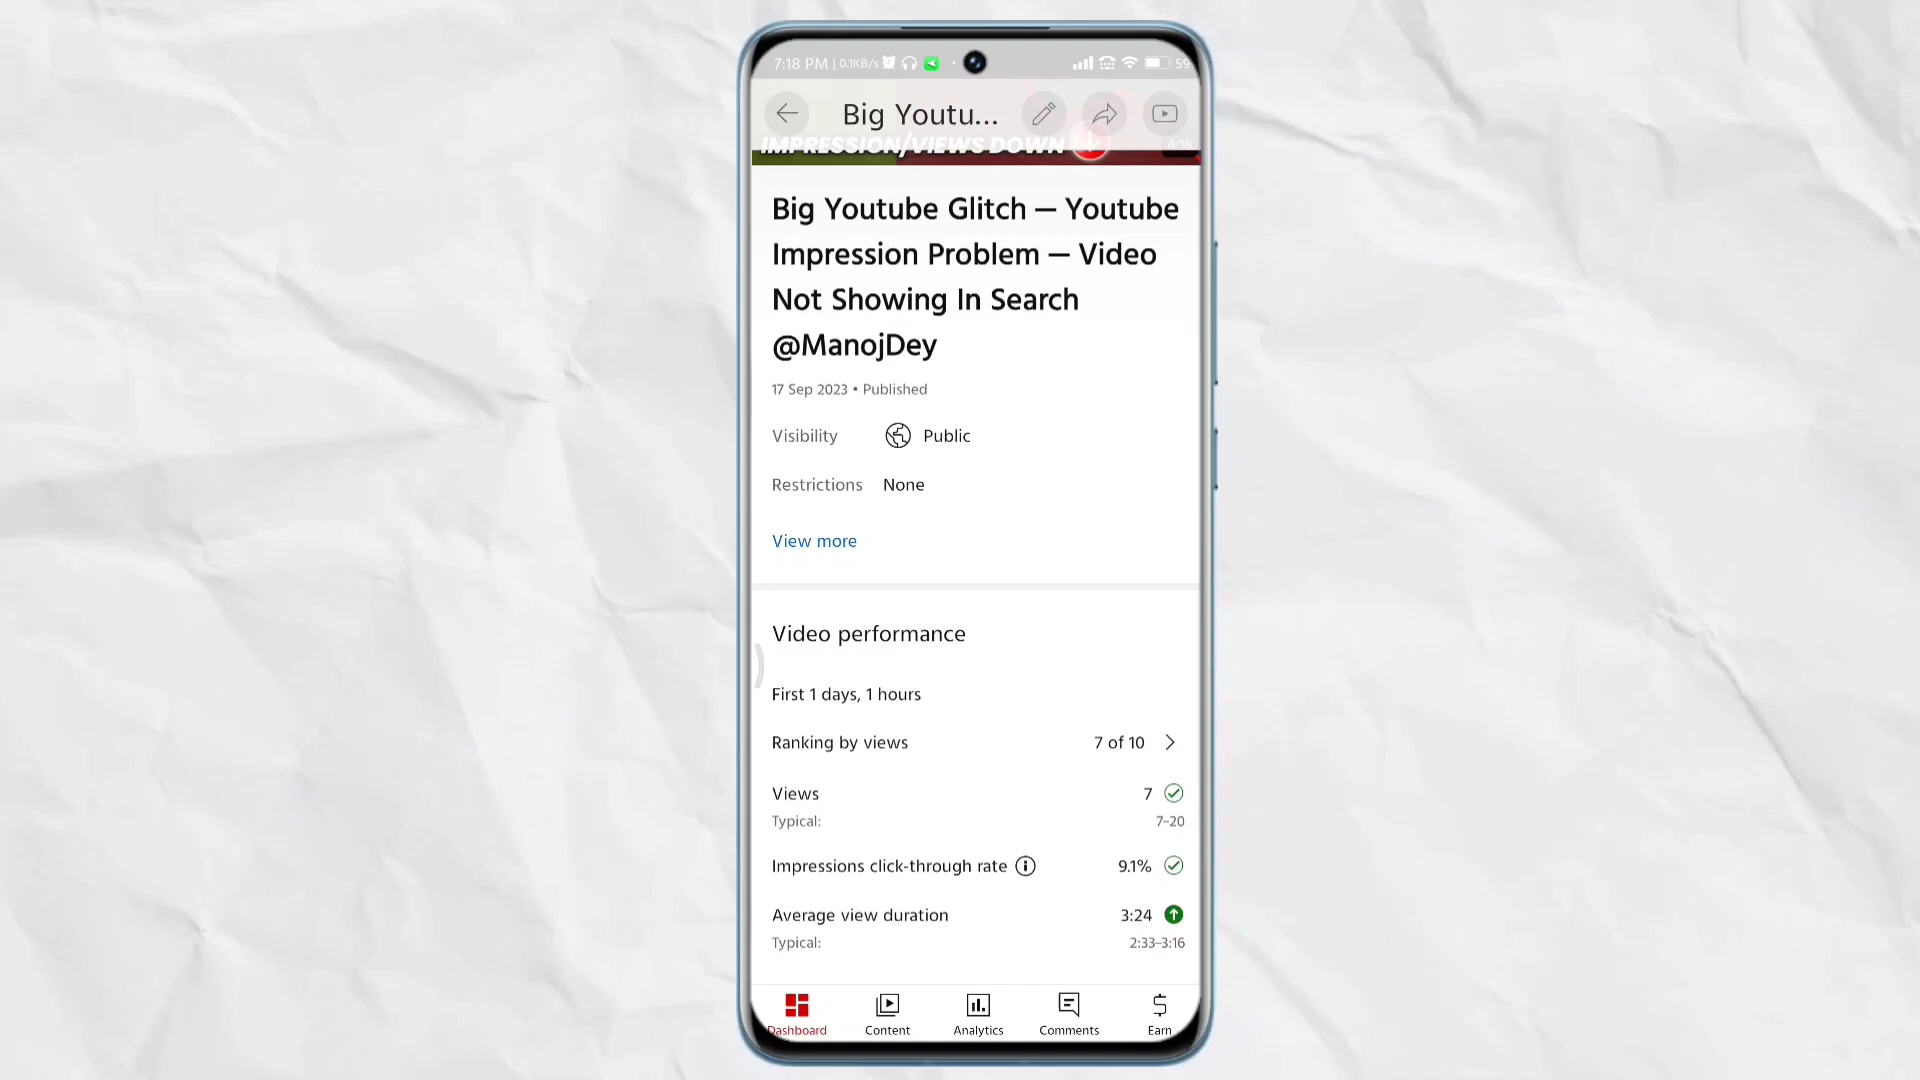 7:18 PM | 0.1KB/s
59
Big Youtu...
IMPRESSION/VIEWS DOWN
4:18
Big Youtube Glitch — Youtube
Impression Problem — Video
Not Showing In Search
@ManojDey
17 Sep 2023 • Published
Visibility Public
Restrictions None
View more
Video performance
First 1 days, 1 hours
Ranking by views 7 of 10
Views 7
Typical: 7–20
Impressions click-through rate 9.1%
Average view duration 3:24
Typical: 2:33–3:16
Dashboard Content Analytics Comments Earn